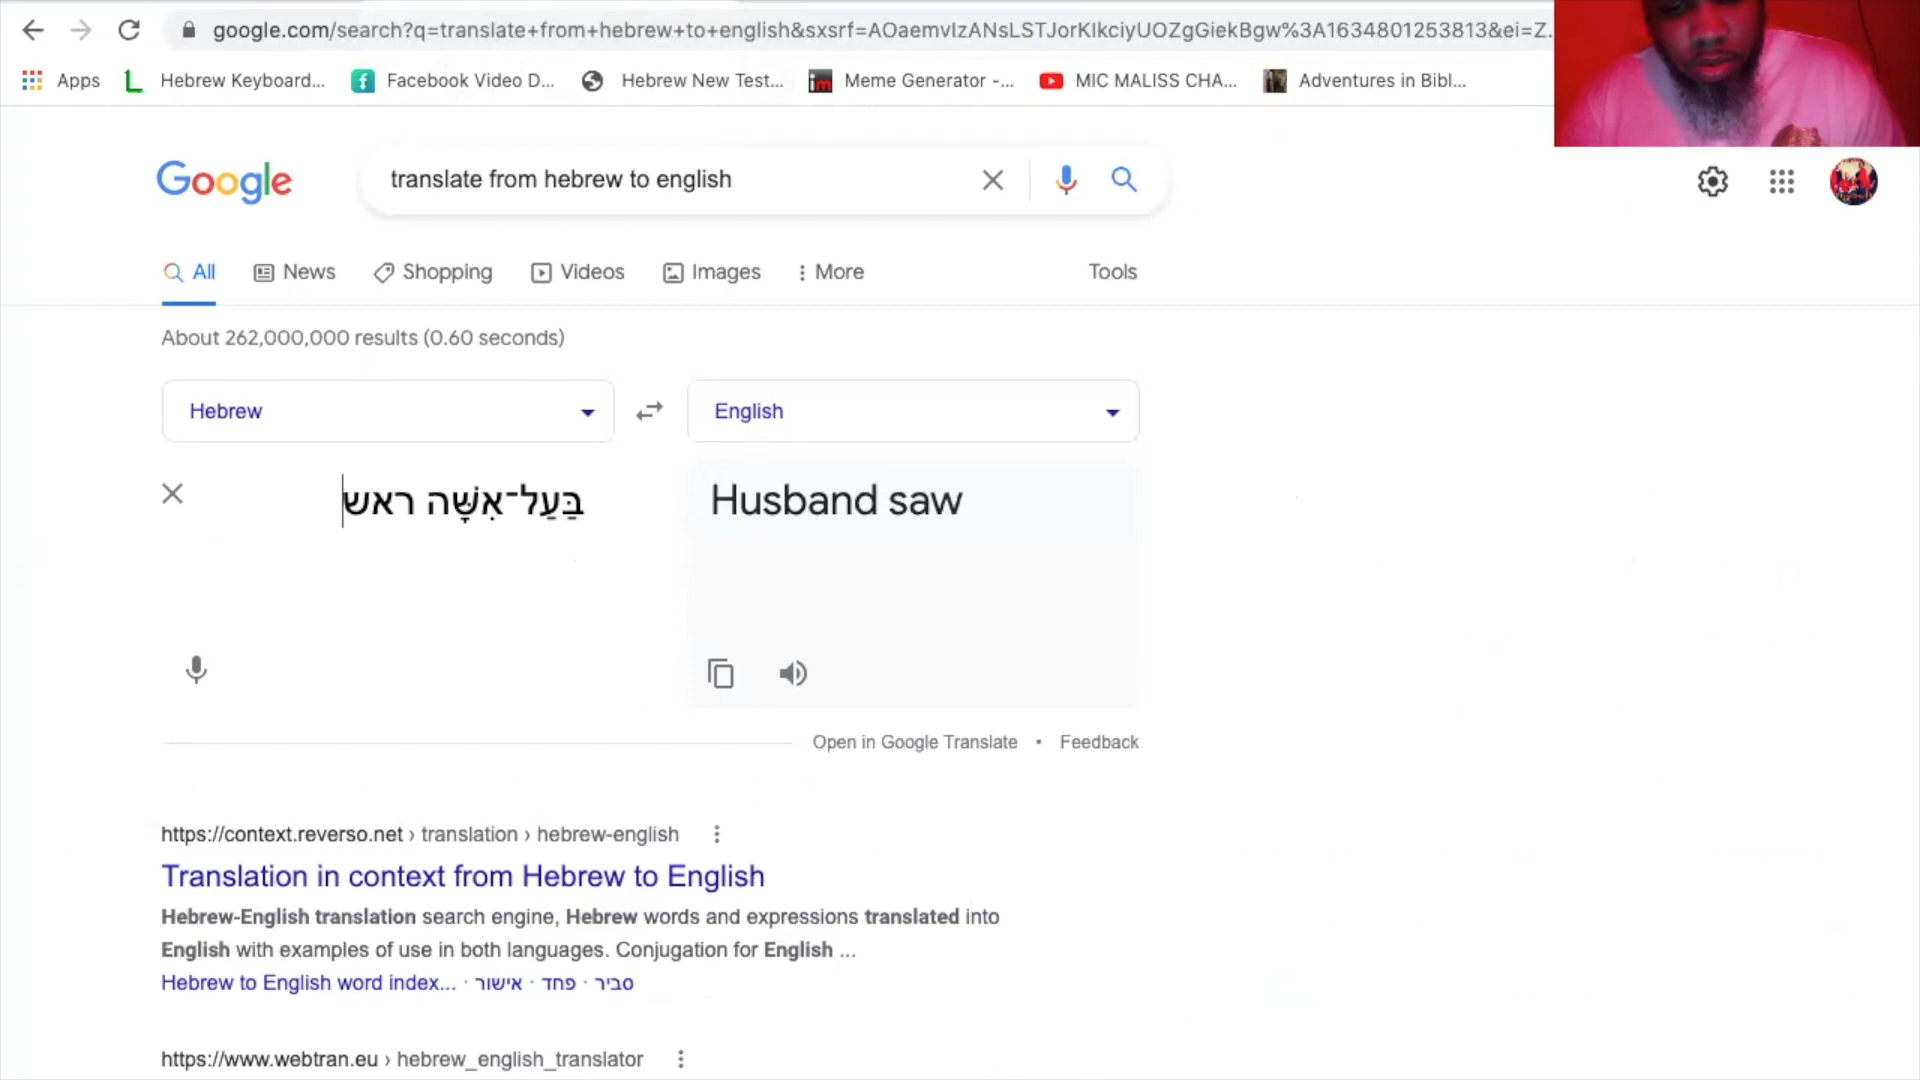 google.com/search?q=translate+from+hebrew+to+english&sxsrf=AOaemvIzANsLSTJorKIkciyUOZgGiekBgw%3A1634801253813&ei=Z.
Apps Hebrew Keyboard... Facebook Video D... Hebrew New Test... Meme Generator -... MIC MALISS CHA... Adventures in Bibl...
Google translate from hebrew to english
All News Shopping Videos Images More Tools
About 262,000,000 results (0.60 seconds)
Hebrew English
בַּעַל־אִשָּׁה ראש Husband saw
Open in Google Translate • Feedback
https://context.reverso.net › translation › hebrew-english
Translation in context from Hebrew to English
Hebrew-English translation search engine, Hebrew words and expressions translated into
English with examples of use in both languages. Conjugation for English ...
Hebrew to English word index... · אישור · פחד · סביר
https://www.webtran.eu › hebrew_english_translator